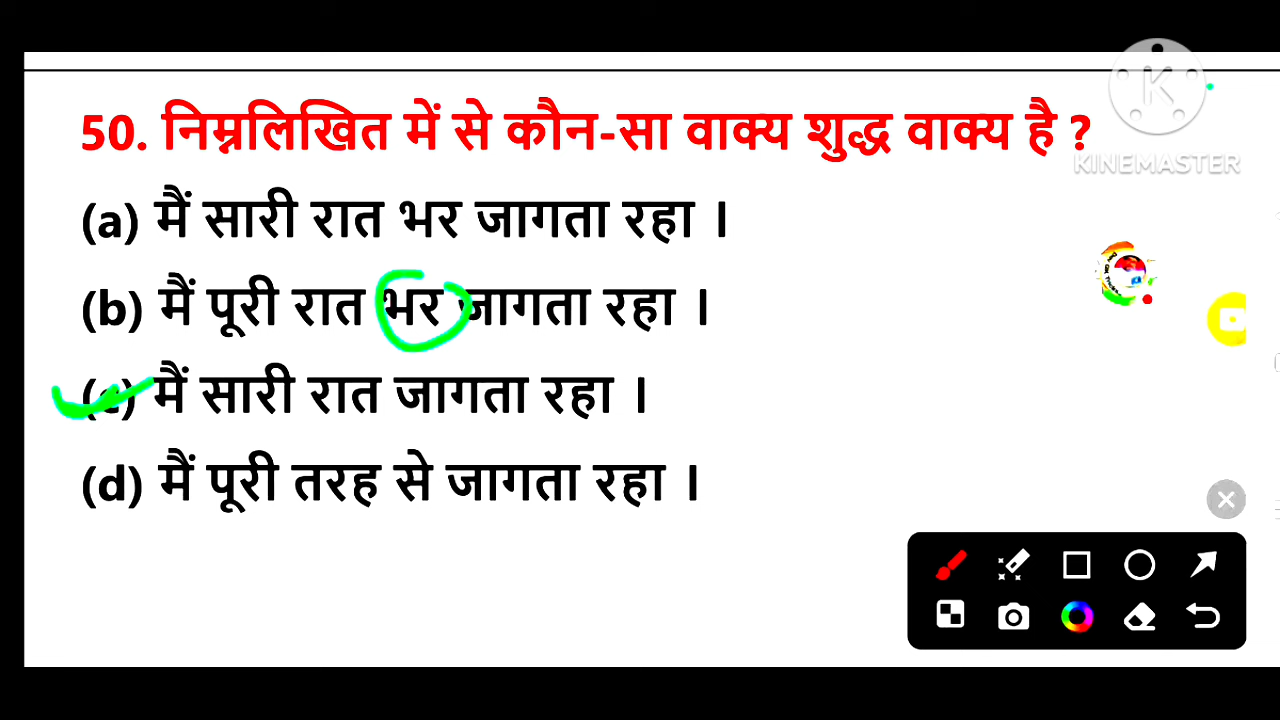 50. निम्नलिखित में से कौन-सा वाक्य शुद्ध वाक्य है ?
KINEMASTER
(a) मैं सारी रात भर जागता रहा ।
(b) मैं पूरी रात भर जागता रहा ।
(c) मैं सारी रात जागता रहा ।
(d) मैं पूरी तरह से जागता रहा ।